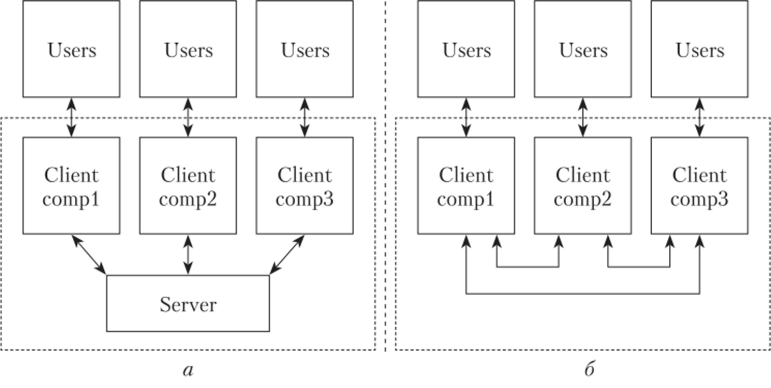 Users
Users
Users
Client
comp1
Client
comp2
Client
comp3
Server
а
Users
Users
Users
Client
comp1
Client
comp2
Client
comp3
б